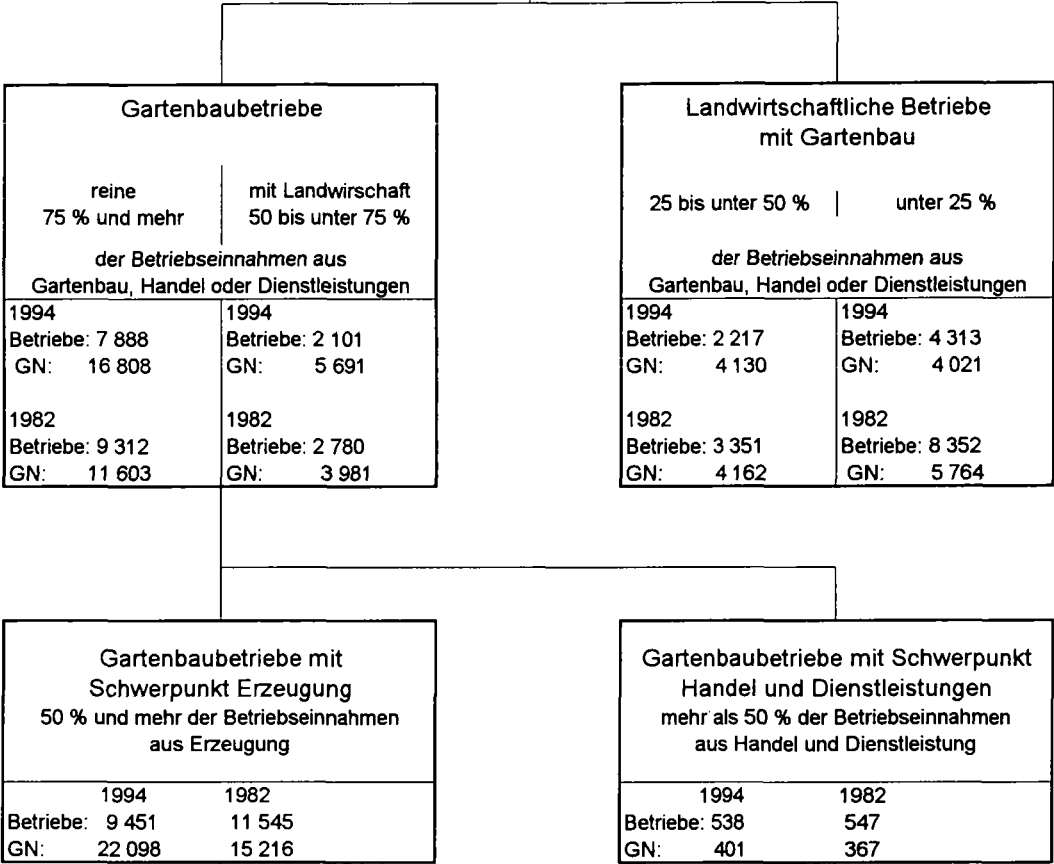 Gartenbaubetriebe
reine
75 % und mehr
mit Landwirschaft
50 bis unter 75 %
der Betriebseinnahmen aus
Gartenbau, Handel oder Dienstleistungen
1994
Betriebe: 7 888
GN: 16 808
1994
Betriebe: 2 101
GN: 5 691
1982
Betriebe: 9 312
GN: 11 603
1982
Betriebe: 2 780
GN: 3 981
Landwirtschaftliche Betriebe
mit Gartenbau
25 bis unter 50 %
unter 25 %
der Betriebseinnahmen aus
Gartenbau, Handel oder Dienstleistungen
1994
Betriebe: 2 217
GN: 4 130
1994
Betriebe: 4 313
GN: 4 021
1982
Betriebe: 3 351
GN: 4 162
1982
Betriebe: 8 352
GN: 5 764
Gartenbaubetriebe mit
Schwerpunkt Erzeugung
50 % und mehr der Betriebseinnahmen
aus Erzeugung
1994 1982
Betriebe: 9 451 11 545
GN: 22 098 15 216
Gartenbaubetriebe mit Schwerpunkt
Handel und Dienstleistungen
mehr als 50 % der Betriebseinnahmen
aus Handel und Dienstleistung
1994 1982
Betriebe: 538 547
GN: 401 367